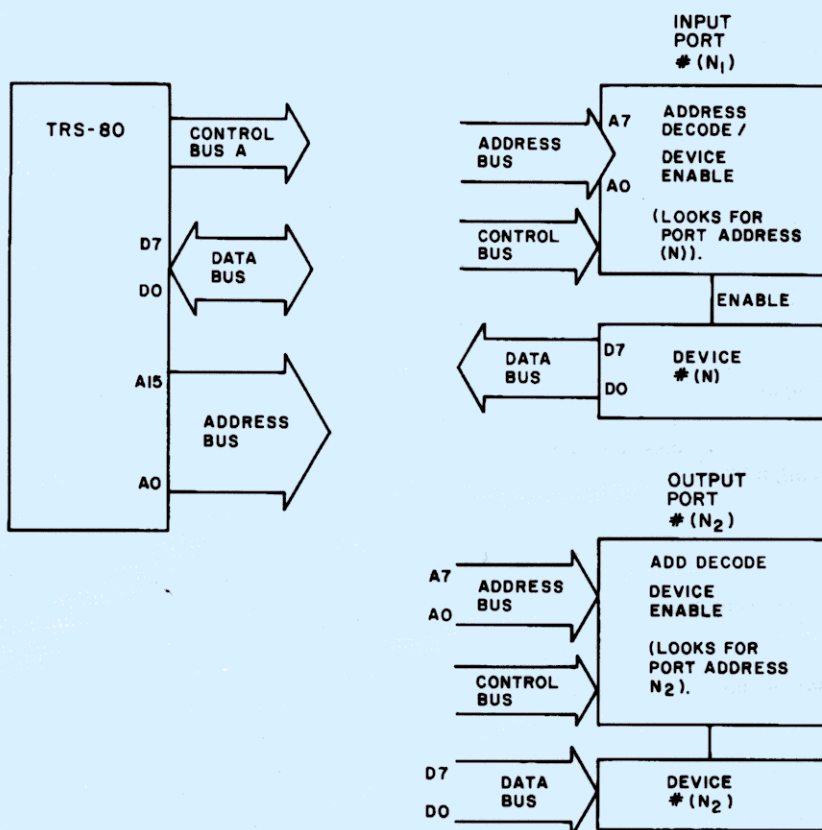 TRS-80
CONTROL
BUS A
D7
DATA
BUS
D0
A15
ADDRESS
BUS
A0
INPUT
PORT
#(N₁)
A7
ADDRESS
BUS
A0
CONTROL
BUS
ADDRESS
DECODE/
DEVICE
ENABLE
(LOOKS FOR
PORT ADDRESS
(N)).
ENABLE
DATA
BUS
D7
D0
DEVICE
#(N)
OUTPUT
PORT
#(N₂)
A7
ADDRESS
BUS
A0
CONTROL
BUS
ADD DECODE
DEVICE
ENABLE
(LOOKS FOR
PORT ADDRESS
N₂).
D7
DATA
BUS
D0
DEVICE
#(N₂)